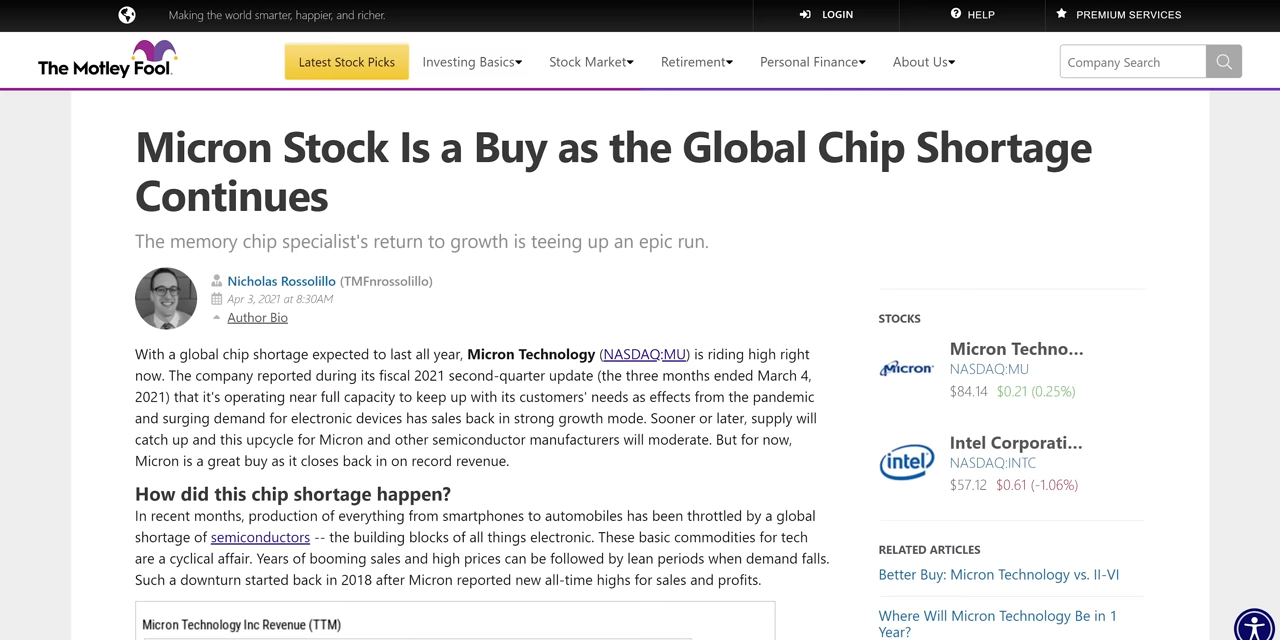 Making the world smarter, happier, and richer.
LOGIN
HELP
PREMIUM SERVICES
The Motley Fool.
Latest Stock Picks
Investing Basics
Stock Market
Retirement
Personal Finance
About Us
Company Search
Micron Stock Is a Buy as the Global Chip Shortage
Continues
The memory chip specialist's return to growth is teeing up an epic run.
Nicholas Rossolillo (TMFnrossolillo)
Apr 3, 2021 at 8:30AM
Author Bio
With a global chip shortage expected to last all year, Micron Technology (NASDAQ:MU) is riding high right
now. The company reported during its fiscal 2021 second-quarter update (the three months ended March 4,
2021) that it's operating near full capacity to keep up with its customers' needs as effects from the pandemic
and surging demand for electronic devices has sales back in strong growth mode. Sooner or later, supply will
catch up and this upcycle for Micron and other semiconductor manufacturers will moderate. But for now,
Micron is a great buy as it closes back in on record revenue.
How did this chip shortage happen?
In recent months, production of everything from smartphones to automobiles has been throttled by a global
shortage of semiconductors -- the building blocks of all things electronic. These basic commodities for tech
are a cyclical affair. Years of booming sales and high prices can be followed by lean periods when demand falls.
Such a downturn started back in 2018 after Micron reported new all-time highs for sales and profits.
Micron Technology Inc Revenue (TTM)
STOCKS
Micron
Micron Techno...
NASDAQ:MU
$84.14 $0.21 (0.25%)
intel
Intel Corporati...
NASDAQ:INTC
$57.12 $0.61 (-1.06%)
RELATED ARTICLES
Better Buy: Micron Technology vs. II-VI
Where Will Micron Technology Be in 1
Year?